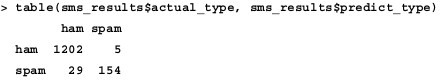 > table(sms_results$actual_type, sms_results$predict_type)
ham spam
ham 1202 5
spam 29 154